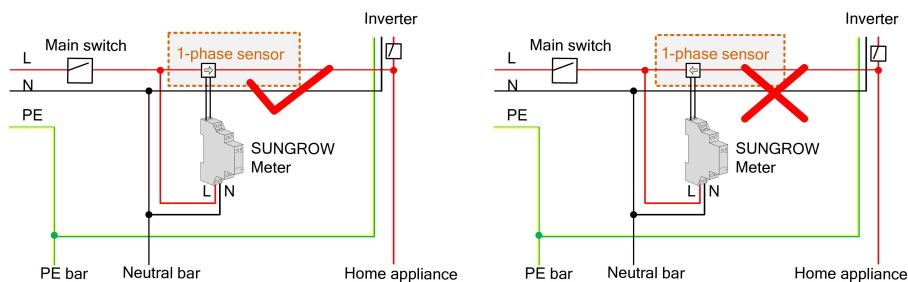 Inverter
Main switch
1-phase sensor
L
N
PE
SUNGROW
Meter
L N
PE bar
Neutral bar
Home appliance
Inverter
Main switch
1-phase sensor
L
N
PE
SUNGROW
Meter
L N
PE bar
Neutral bar
Home appliance